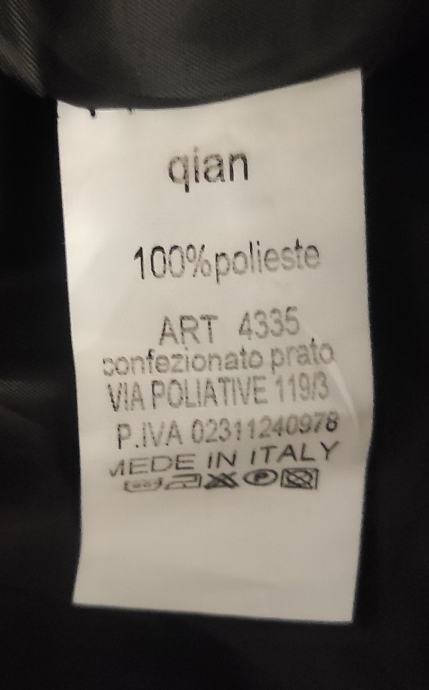 qian
100%polieste
ART 4335
confezionato prato
VIA POLIATIVE 119/3
P.IVA 02311240978
MEDE IN ITALY